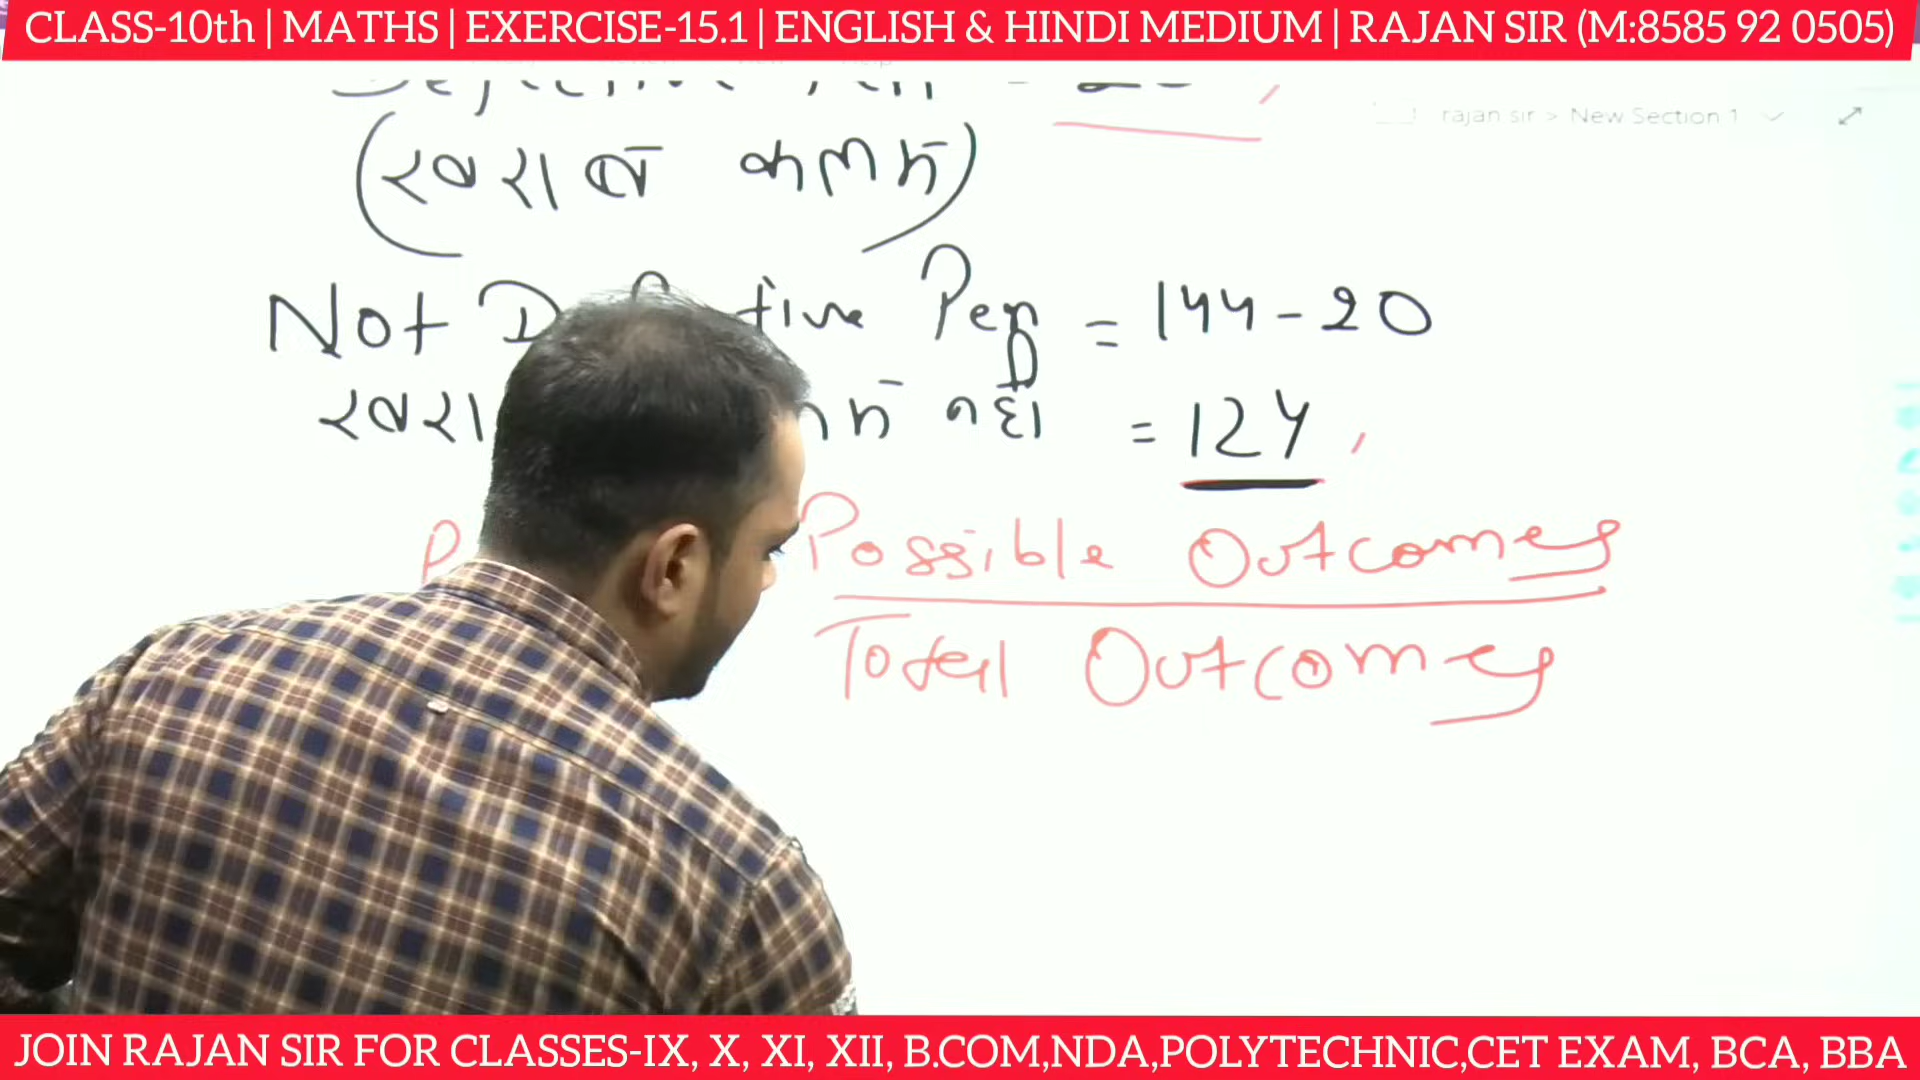 CLASS-10th | MATHS | EXERCISE-15.1 | ENGLISH & HINDI MEDIUM | RAJAN SIR (M:8585 92 0505)
rajan sir > New Section 1
(खराब कलम)
Not Pen = 144-20
नहीं = 124
Possible Outcomes
Total Outcomes
JOIN RAJAN SIR FOR CLASSES-IX, X, XI, XII, B.COM,NDA,POLYTECHNIC,CET EXAM, BCA, BBA